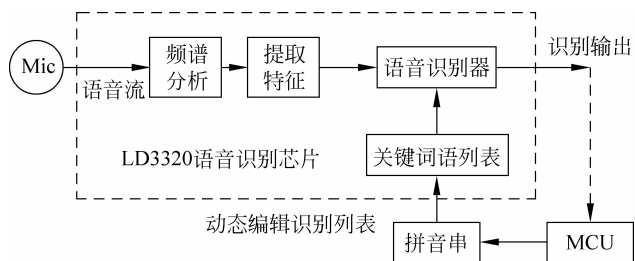 识别输出
频谱
分析
提取
特征
Mic
语音识别器
语音流
LD3320语音识别芯片
关键词语列表
动态编辑识别列表
拼音串
MCU